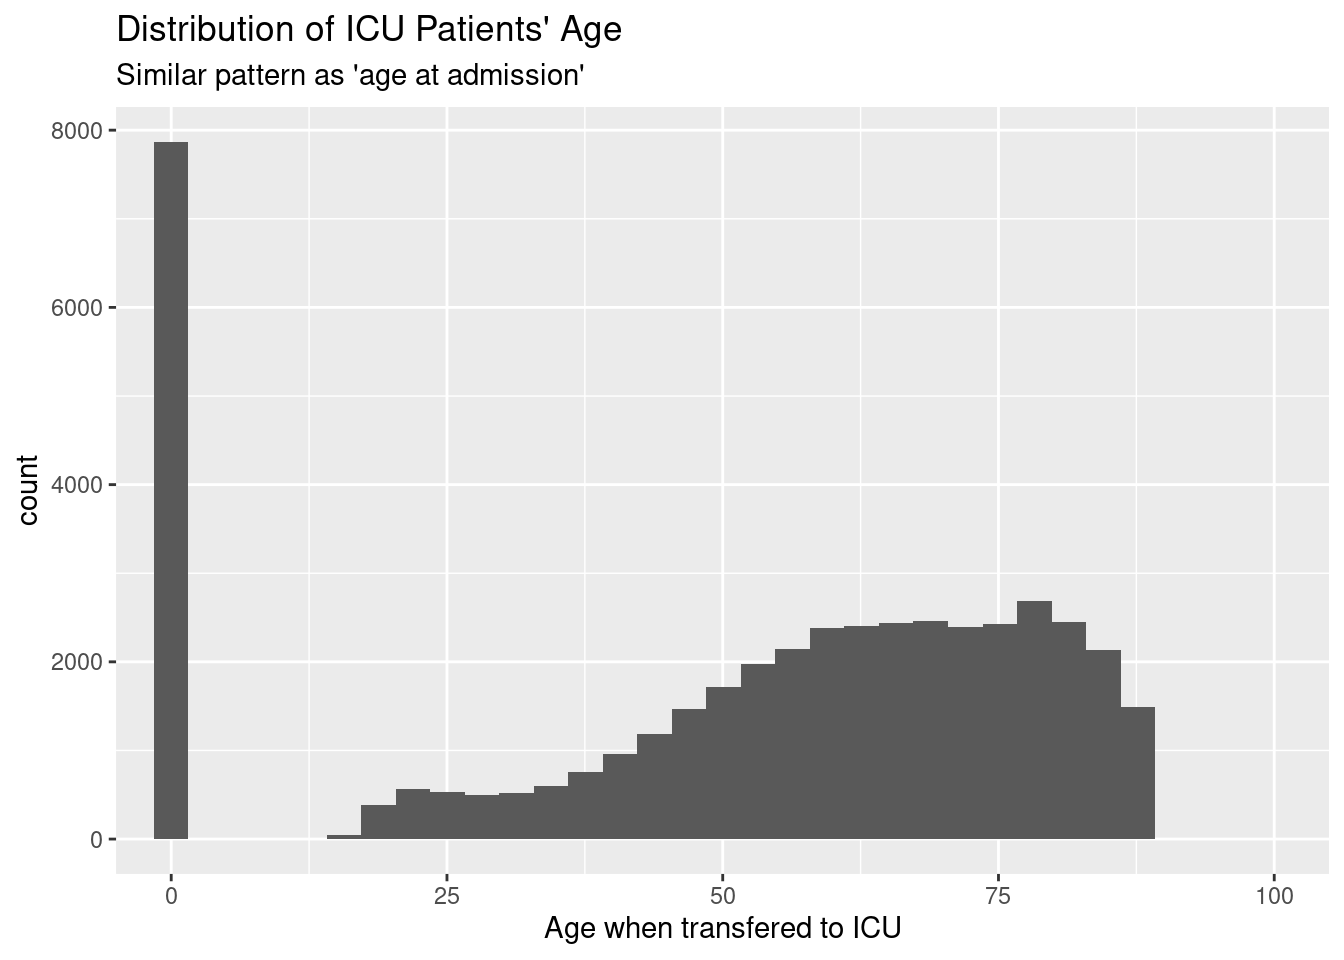 Distribution of ICU Patients' Age
Similar pattern as 'age at admission'
8000
6000
4000
2000
0
count
0 25 50 75 100
Age when transfered to ICU